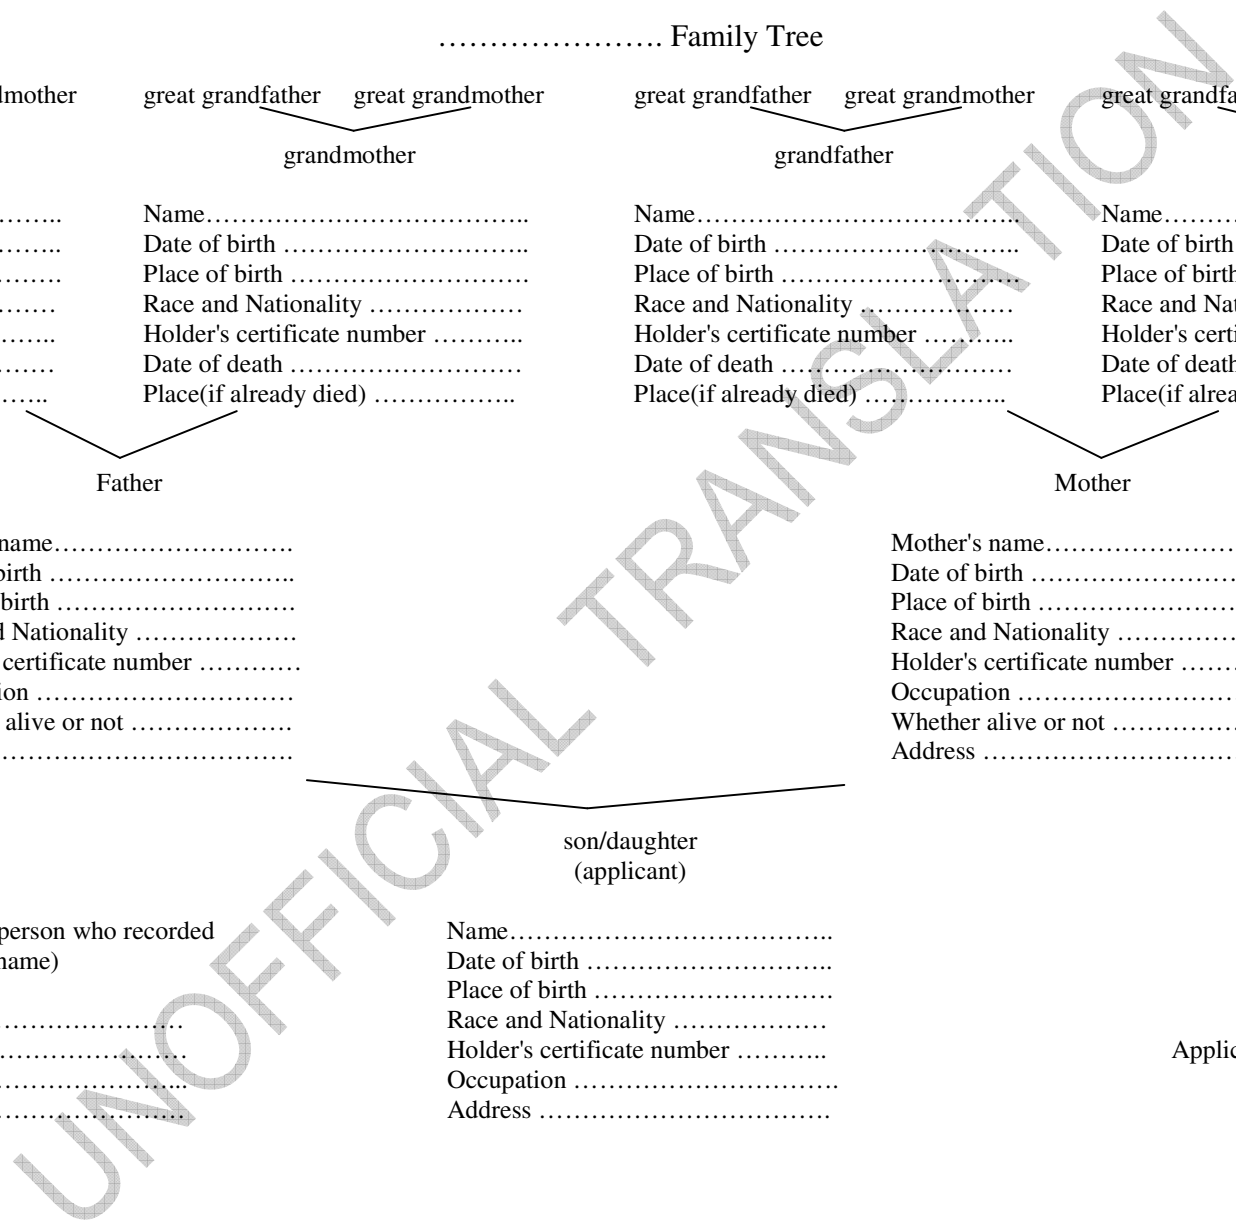 …………………. Family Tree
dmother great grandfather great grandmother great grandfather great grandmother great grandfa
grandmother grandfather
…….. Name……………………………….. Name……………………………….. Name………
…….. Date of birth ……………………….. Date of birth ……………………….. Date of birth
……. Place of birth ………………………. Place of birth ………………………. Place of birth
……. Race and Nationality ……………… Race and Nationality ……………… Race and Nat
…….. Holder's certificate number ……….. Holder's certificate number ……….. Holder's certi
……. Date of death ……………………… Date of death ……………………… Date of death
…….. Place(if already died) …………….. Place(if already died) …………….. Place(if alrea
Father Mother
name………………………. Mother's name……………………
birth ……………………….. Date of birth ……………………
birth ………………………. Place of birth ……………………
d Nationality ………………. Race and Nationality ……………
certificate number ………… Holder's certificate number ……
ion ………………………… Occupation ……………………
alive or not ………………. Whether alive or not ……………
……………………………. Address …………………………
son/daughter
(applicant)
person who recorded Name………………………………..
name) Date of birth ………………………..
Place of birth ……………………….
…………………. Race and Nationality ………………
…………………. Holder's certificate number ……….. Applic
………………….. Occupation ………………………….
…………………. Address …………………………….
UNOFFICIAL TRANSLATION